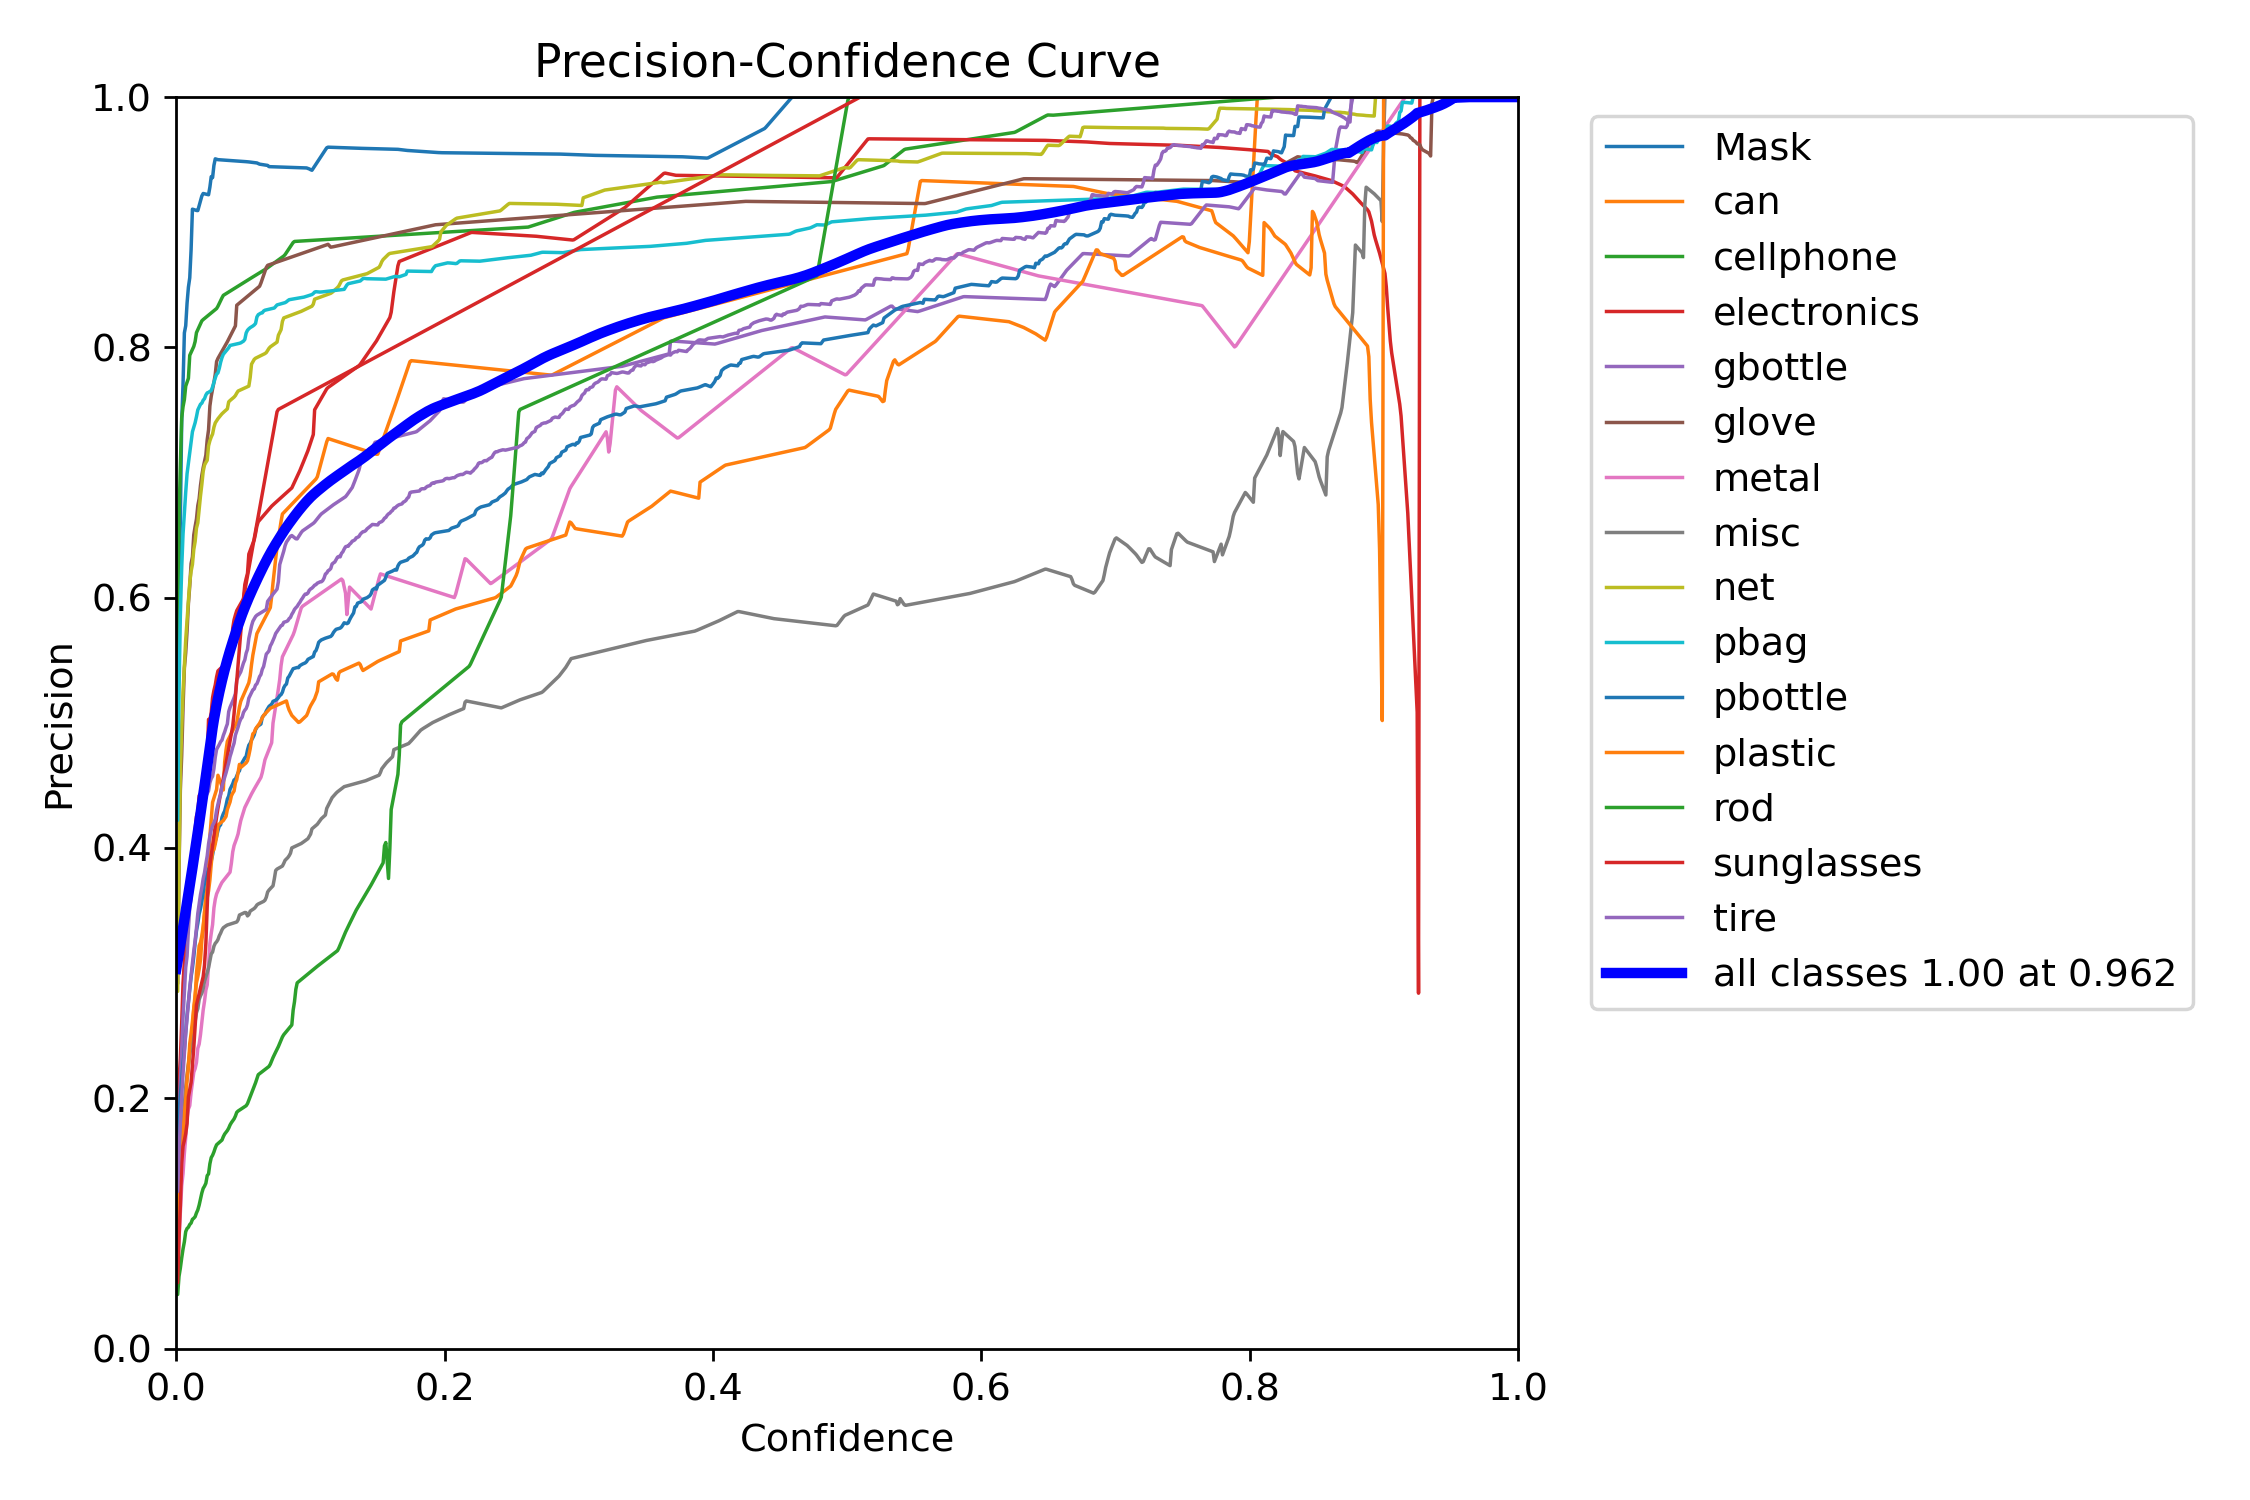 Precision-Confidence Curve
1.0
0.8
0.6
0.4
0.2
0.0
Precision
0.0 0.2 0.4 0.6 0.8 1.0
Confidence
Mask
can
cellphone
electronics
gbottle
glove
metal
misc
net
pbag
pbottle
plastic
rod
sunglasses
tire
all classes 1.00 at 0.962